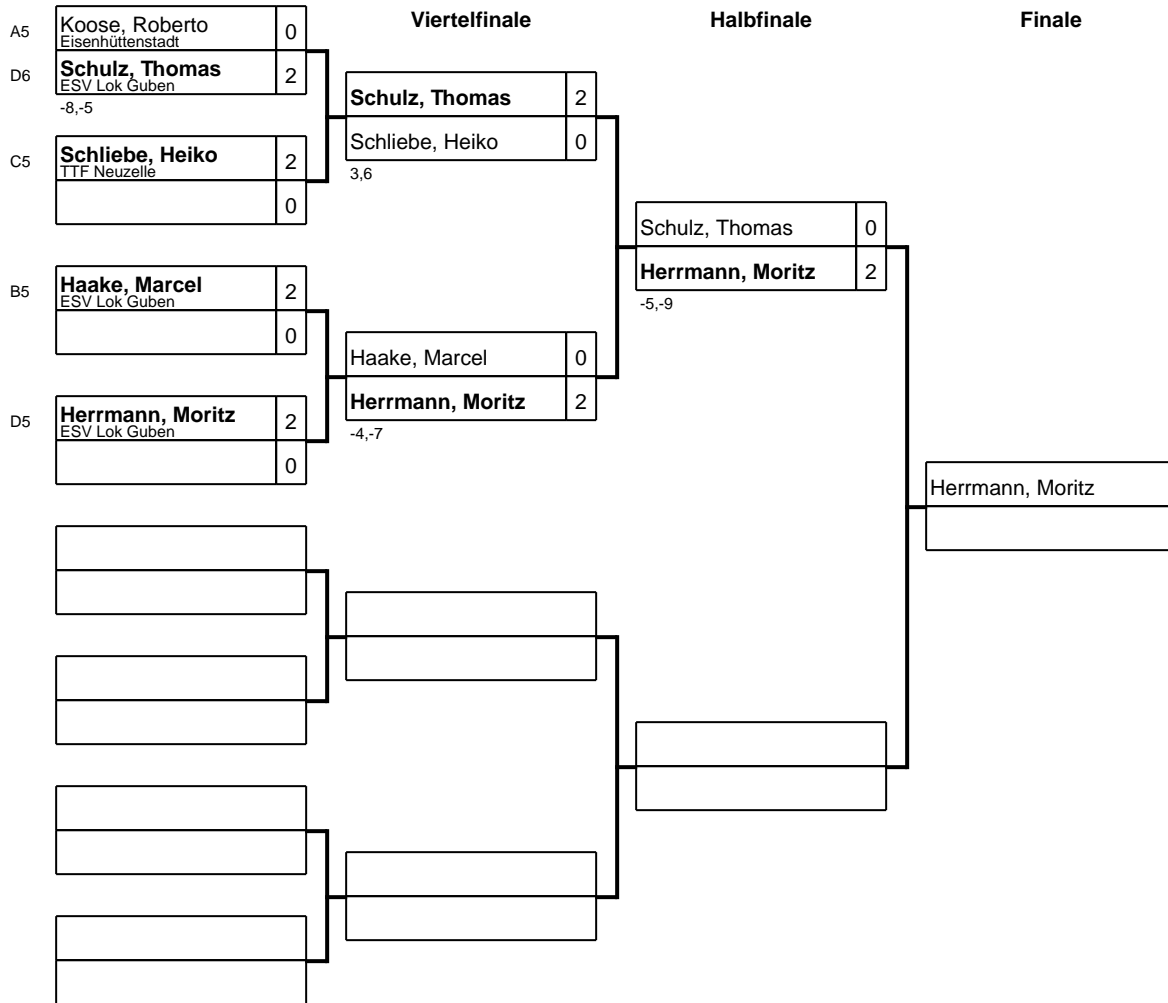 Viertelfinale
Halbfinale
Finale
A5
Koose, Roberto
0
Eisenhüttenstadt
D6
Schulz, Thomas
2
ESV Lok Guben
-8,-5
Schulz, Thomas
2
Schliebe, Heiko
0
3,6
C5
Schliebe, Heiko
2
TTF Neuzelle
0
Schulz, Thomas
0
Herrmann, Moritz
2
-5,-9
B5
Haake, Marcel
2
ESV Lok Guben
0
Haake, Marcel
0
Herrmann, Moritz
2
-4,-7
D5
Herrmann, Moritz
2
ESV Lok Guben
0
Herrmann, Moritz